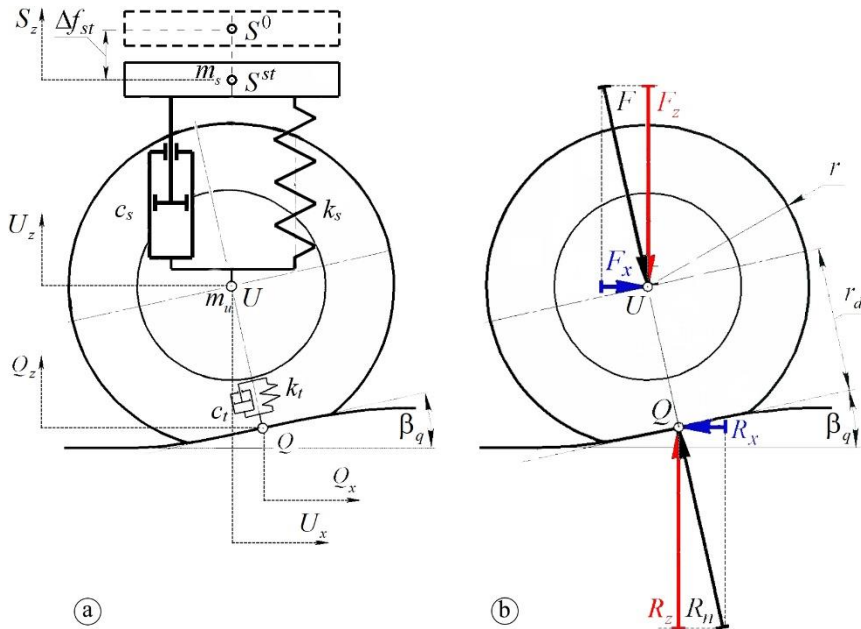 S_z
Δf_st
S^0
m_s
S^st
c_s
k_s
U_z
m_u
U
Q_z
k_t
c_t
Q
β_q
Q_x
U_x
a
F
F_z
r
F_x
U
r_d
Q
R_x
β_q
R_z
R_n
b